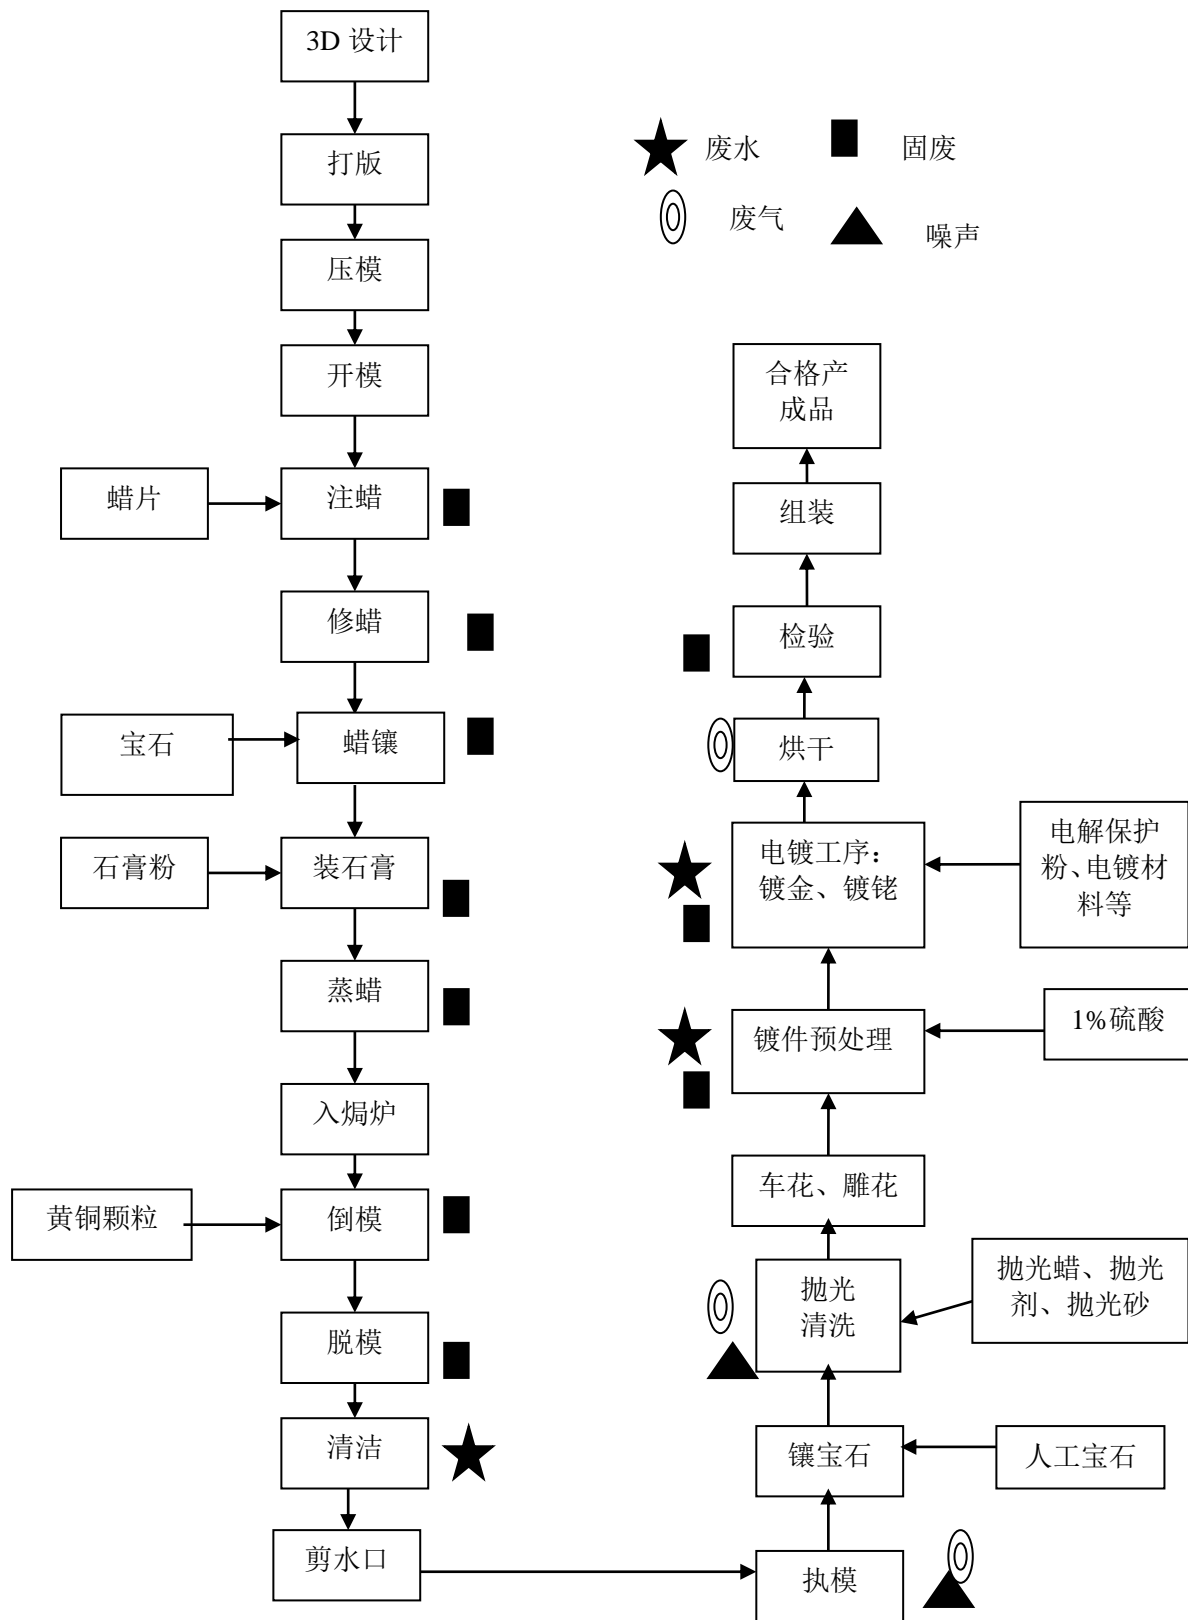 3D 设计
打版
压模
开模
蜡片
注蜡
修蜡
宝石
蜡镶
石膏粉
装石膏
蒸蜡
入焗炉
黄铜颗粒
倒模
脱模
清洁
剪水口
废水
固废
废气
噪声
合格产
成品
组装
检验
烘干
电镀工序：
镀金、镀铑
电解保护
粉、电镀材
料等
镀件预处理
1%硫酸
车花、雕花
抛光
清洗
抛光蜡、抛光
剂、抛光砂
镶宝石
人工宝石
执模